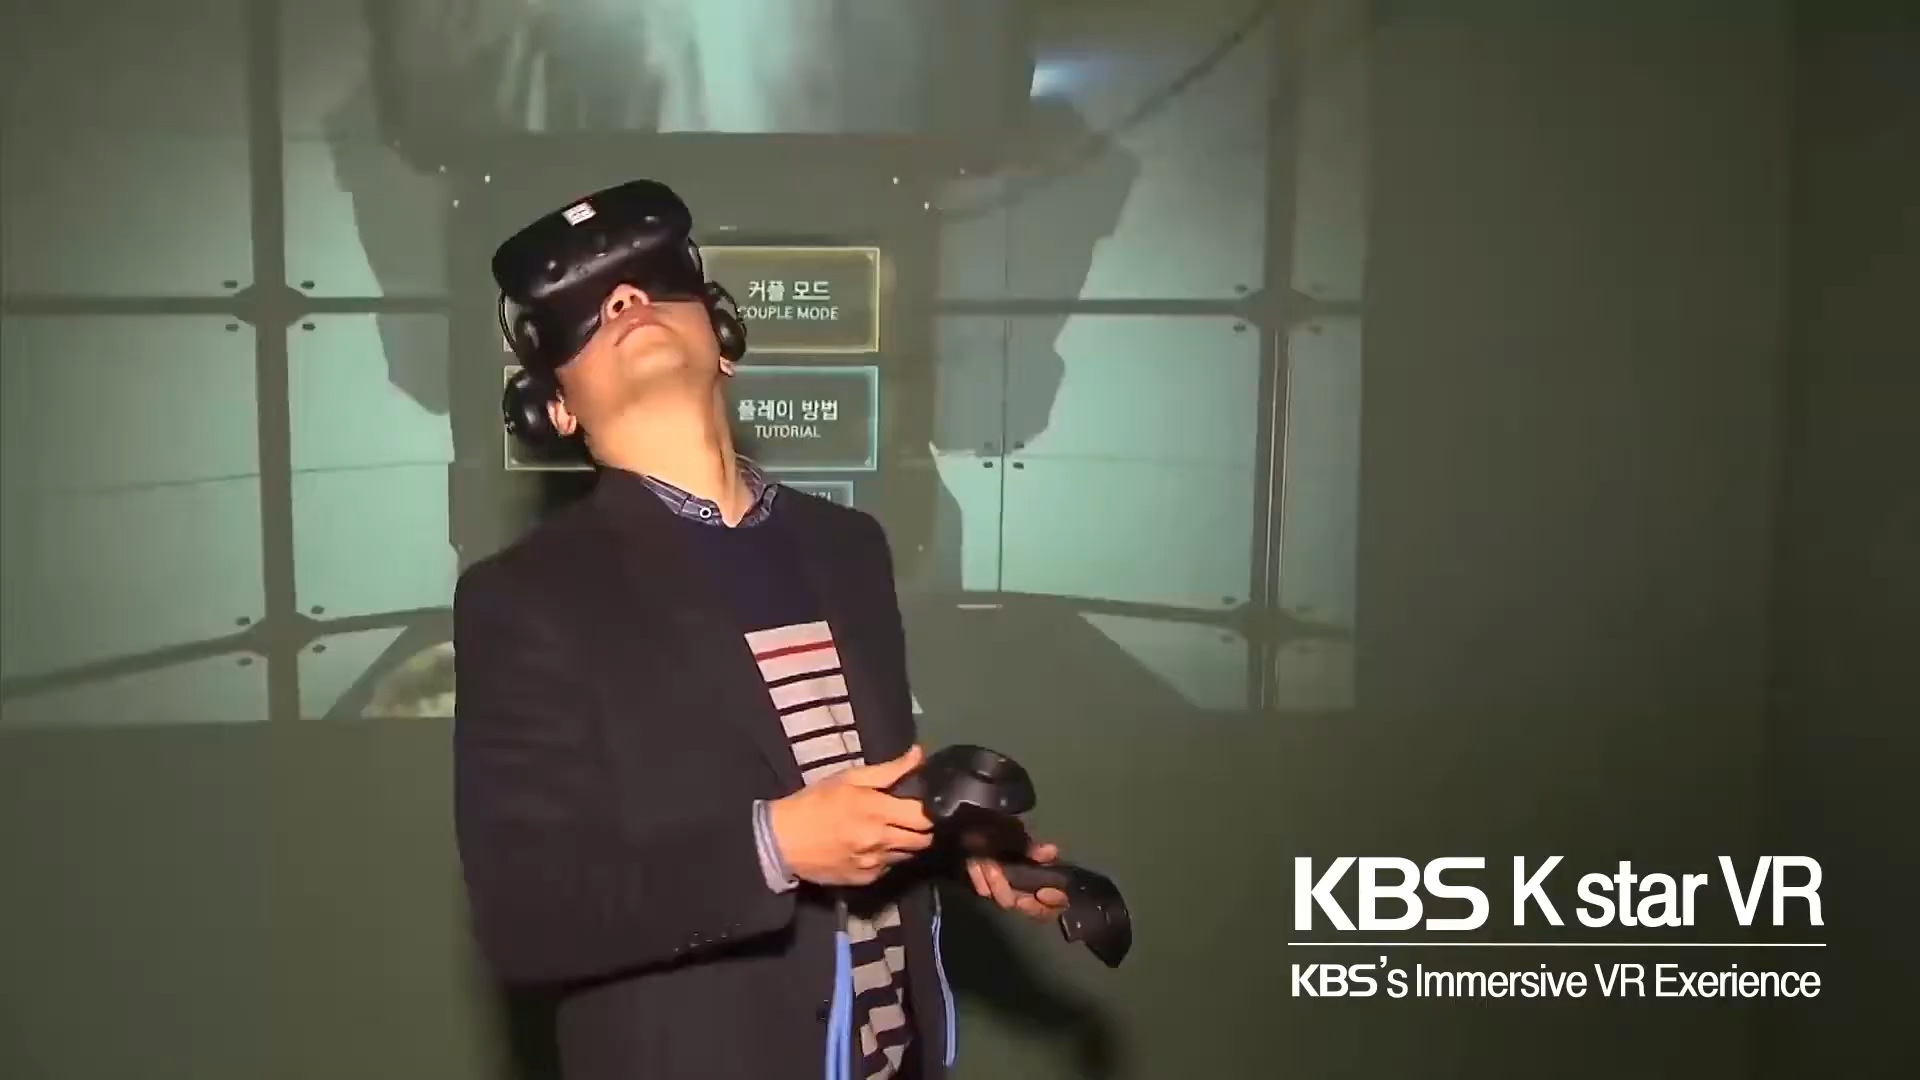 커플 모드
COUPLE MODE
플레이 방법
TUTORIAL
KBS K star VR
KBS's Immersive VR Exerience